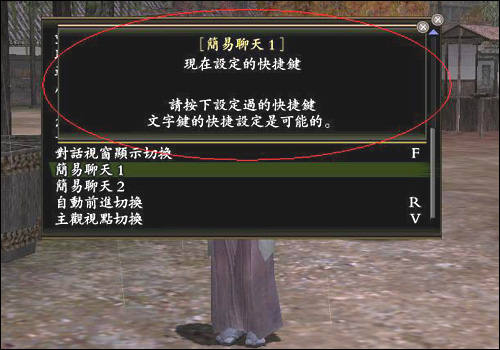 [簡易聊天1]
現在設定的快捷鍵
請按下設定過的快捷鍵
文字鍵的快捷設定是可能的。
對話視窗顯示切換 F
簡易聊天1
簡易聊天2
自動前進切換 R
主觀視點切換 V